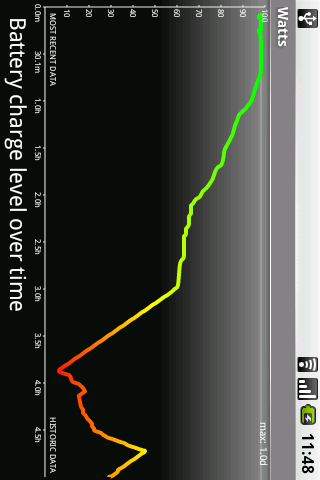 11:48
Watts
max: 1.0d
100
90
80
70
60
50
40
30
20
10
MOST RECENT DATA
HISTORIC DATA
0.0m 30.1m 1.0h 1.5h 2.0h 2.5h 3.0h 3.5h 4.0h 4.5h
Battery charge level over time